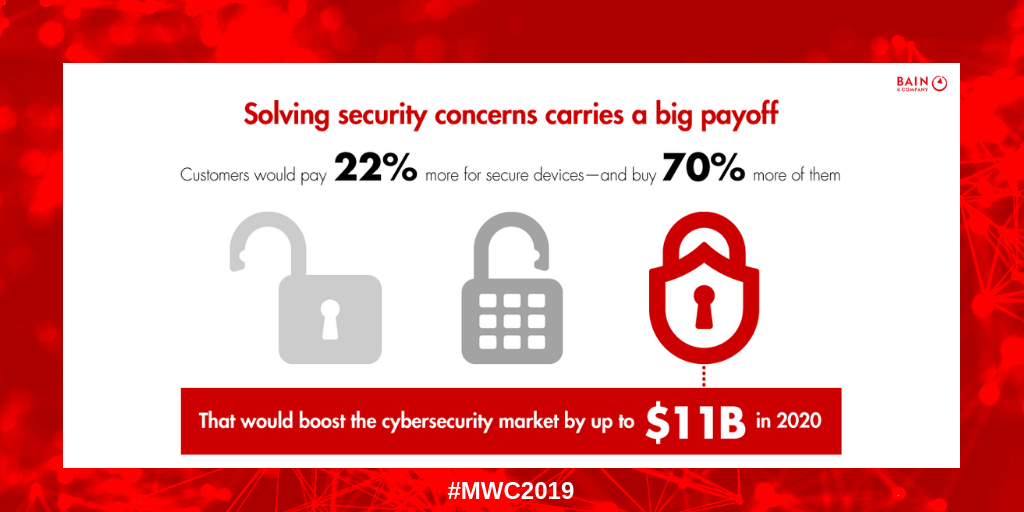 BAIN
& COMPANY
Solving security concerns carries a big payoff
Customers would pay 22% more for secure devices—and buy 70% more of them
That would boost the cybersecurity market by up to $11B in 2020
#MWC2019